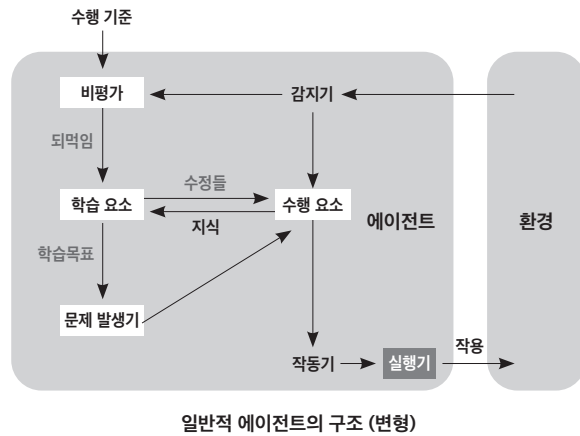 수행 기준
비평가
감지기
되먹임
수정들
학습 요소
수행 요소
지식
에이전트
환경
학습목표
문제 발생기
작동기
실행기
작용
일반적 에이전트의 구조 (변형)